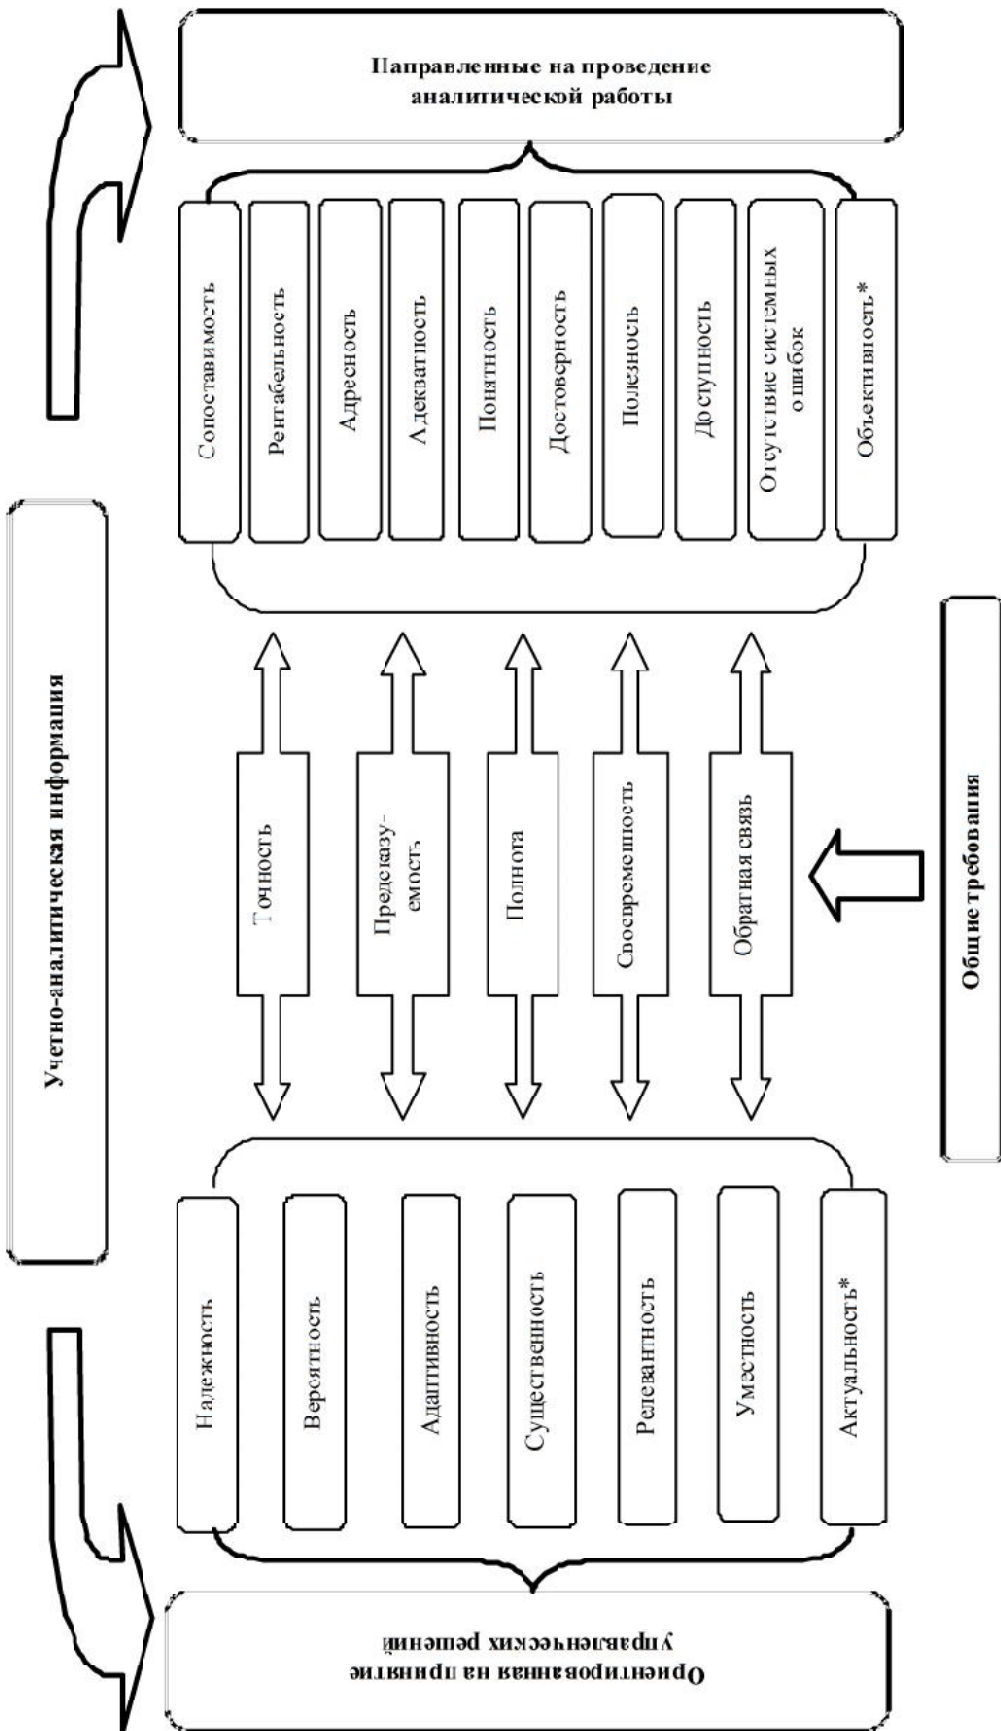 Учетно-аналитическая информация
Ориентированная на принятие
управленческих решений
Надежность
Вероятность
Адаптивность
Существенность
Релевантность
Уместность
Актуальность*
Точность
Предсказу-
емость
Полнота
Своевременность
Обратная связь
Общие требования
Направленные на проведение
аналитической работы
Сопоставимость
Рентабельность
Адресность
Адекватность
Понятность
Достоверность
Полезность
Доступность
Отсутствие системных
ошибок
Объективность*